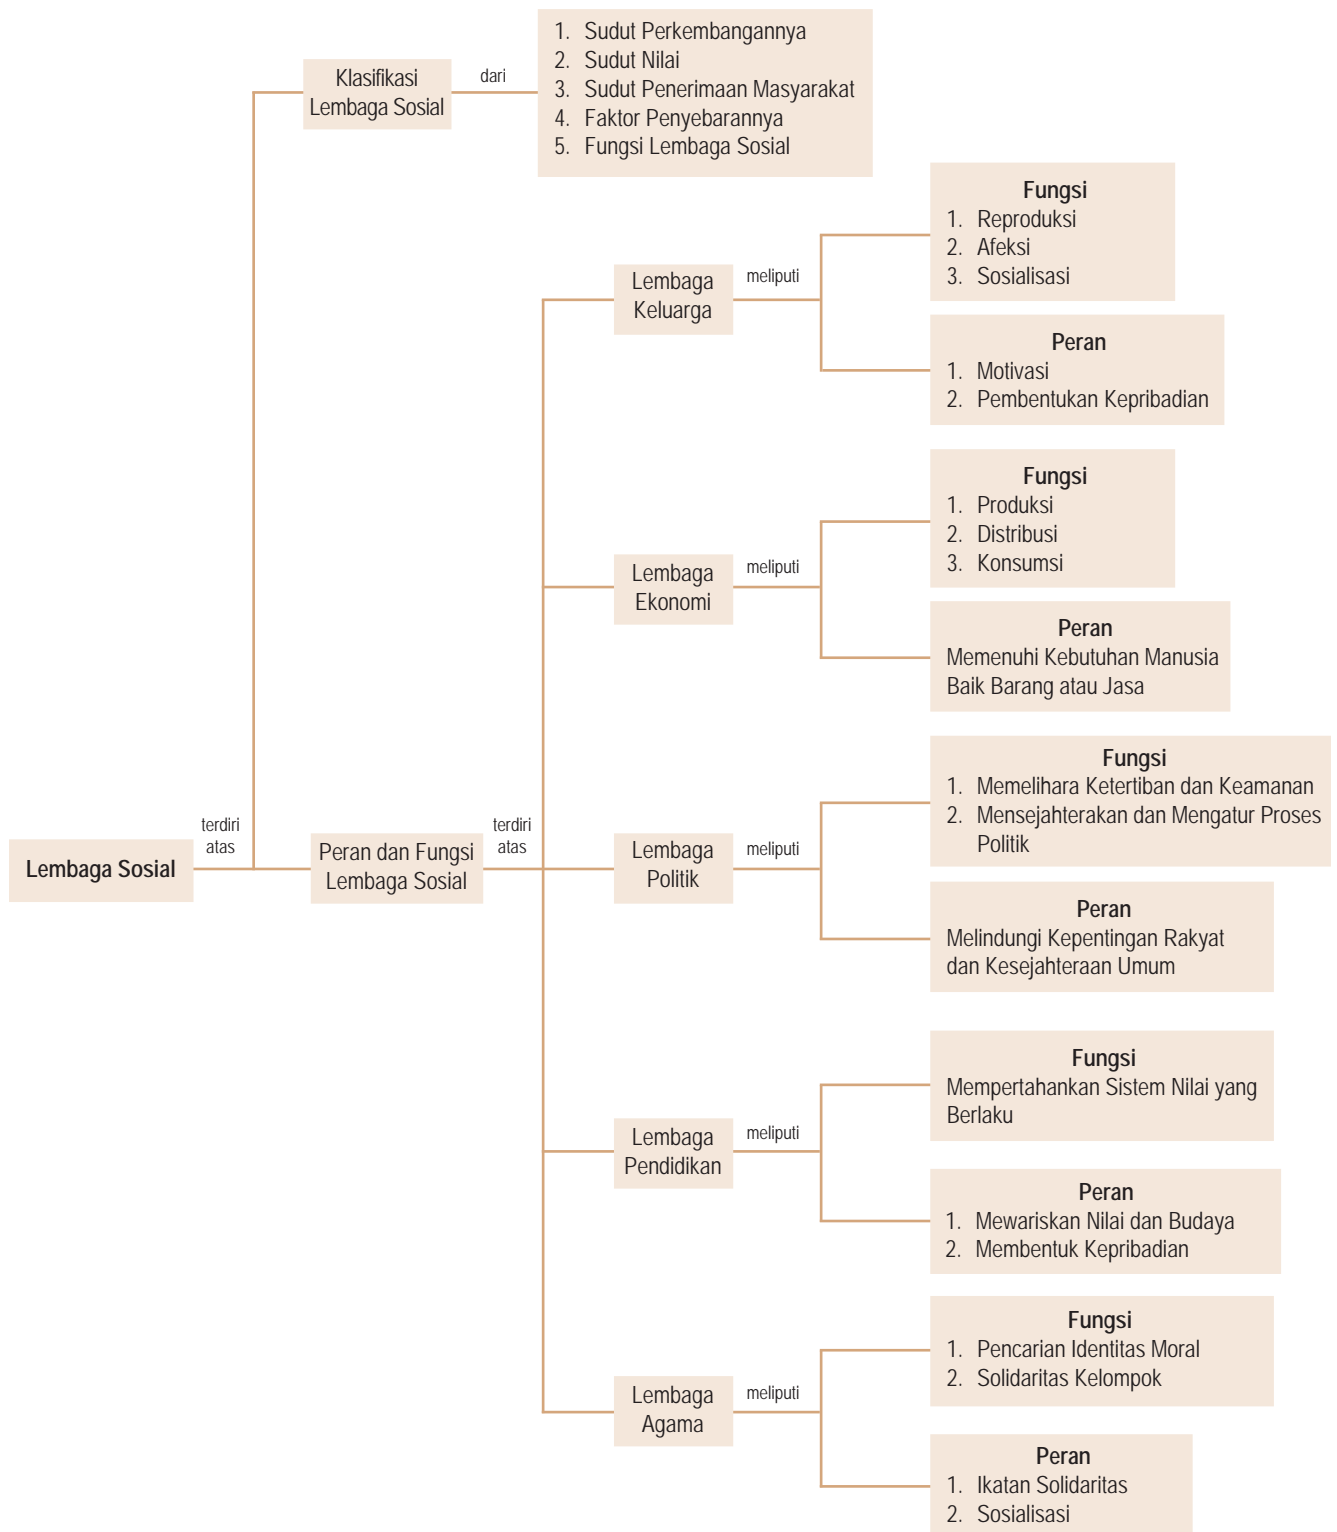 1. Sudut Perkembangannya
2. Sudut Nilai
3. Sudut Penerimaan Masyarakat
4. Faktor Penyebarannya
5. Fungsi Lembaga Sosial
Klasifikasi
Lembaga Sosial
dari
Fungsi
1. Reproduksi
2. Afeksi
3. Sosialisasi
Lembaga
Keluarga
meliputi
Peran
1. Motivasi
2. Pembentukan Kepribadian
Fungsi
1. Produksi
2. Distribusi
3. Konsumsi
Lembaga
Ekonomi
meliputi
Peran
Memenuhi Kebutuhan Manusia
Baik Barang atau Jasa
Fungsi
1. Memelihara Ketertiban dan Keamanan
2. Mensejahterakan dan Mengatur Proses
Politik
Lembaga Sosial
terdiri
atas
Peran dan Fungsi
Lembaga Sosial
terdiri
atas
Lembaga
Politik
meliputi
Peran
Melindungi Kepentingan Rakyat
dan Kesejahteraan Umum
Fungsi
Mempertahankan Sistem Nilai yang
Berlaku
Lembaga
Pendidikan
meliputi
Peran
1. Mewariskan Nilai dan Budaya
2. Membentuk Kepribadian
Fungsi
1. Pencarian Identitas Moral
2. Solidaritas Kelompok
Lembaga
Agama
meliputi
Peran
1. Ikatan Solidaritas
2. Sosialisasi